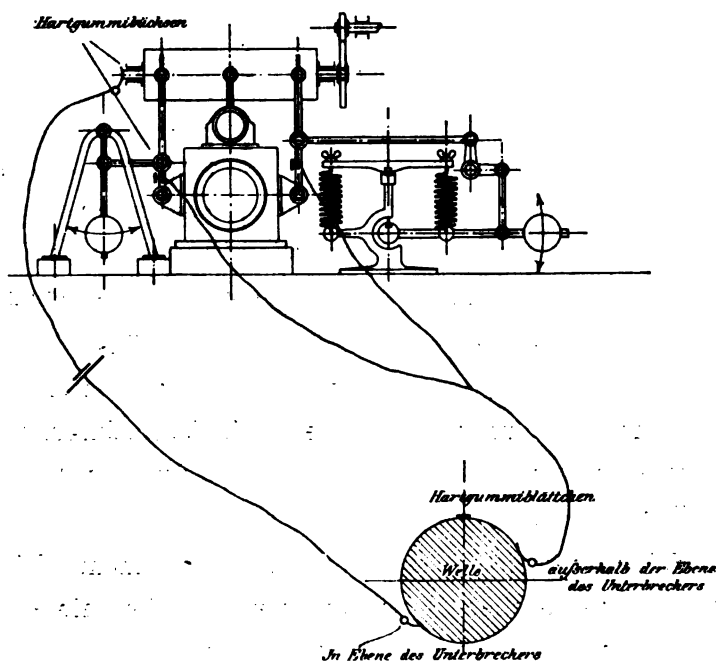 Hartgummibüchsen
Hartgummiblättchen.
Welle
außerhalb der Ebene
des Unterbrechers
In Ebene des Unterbrechers